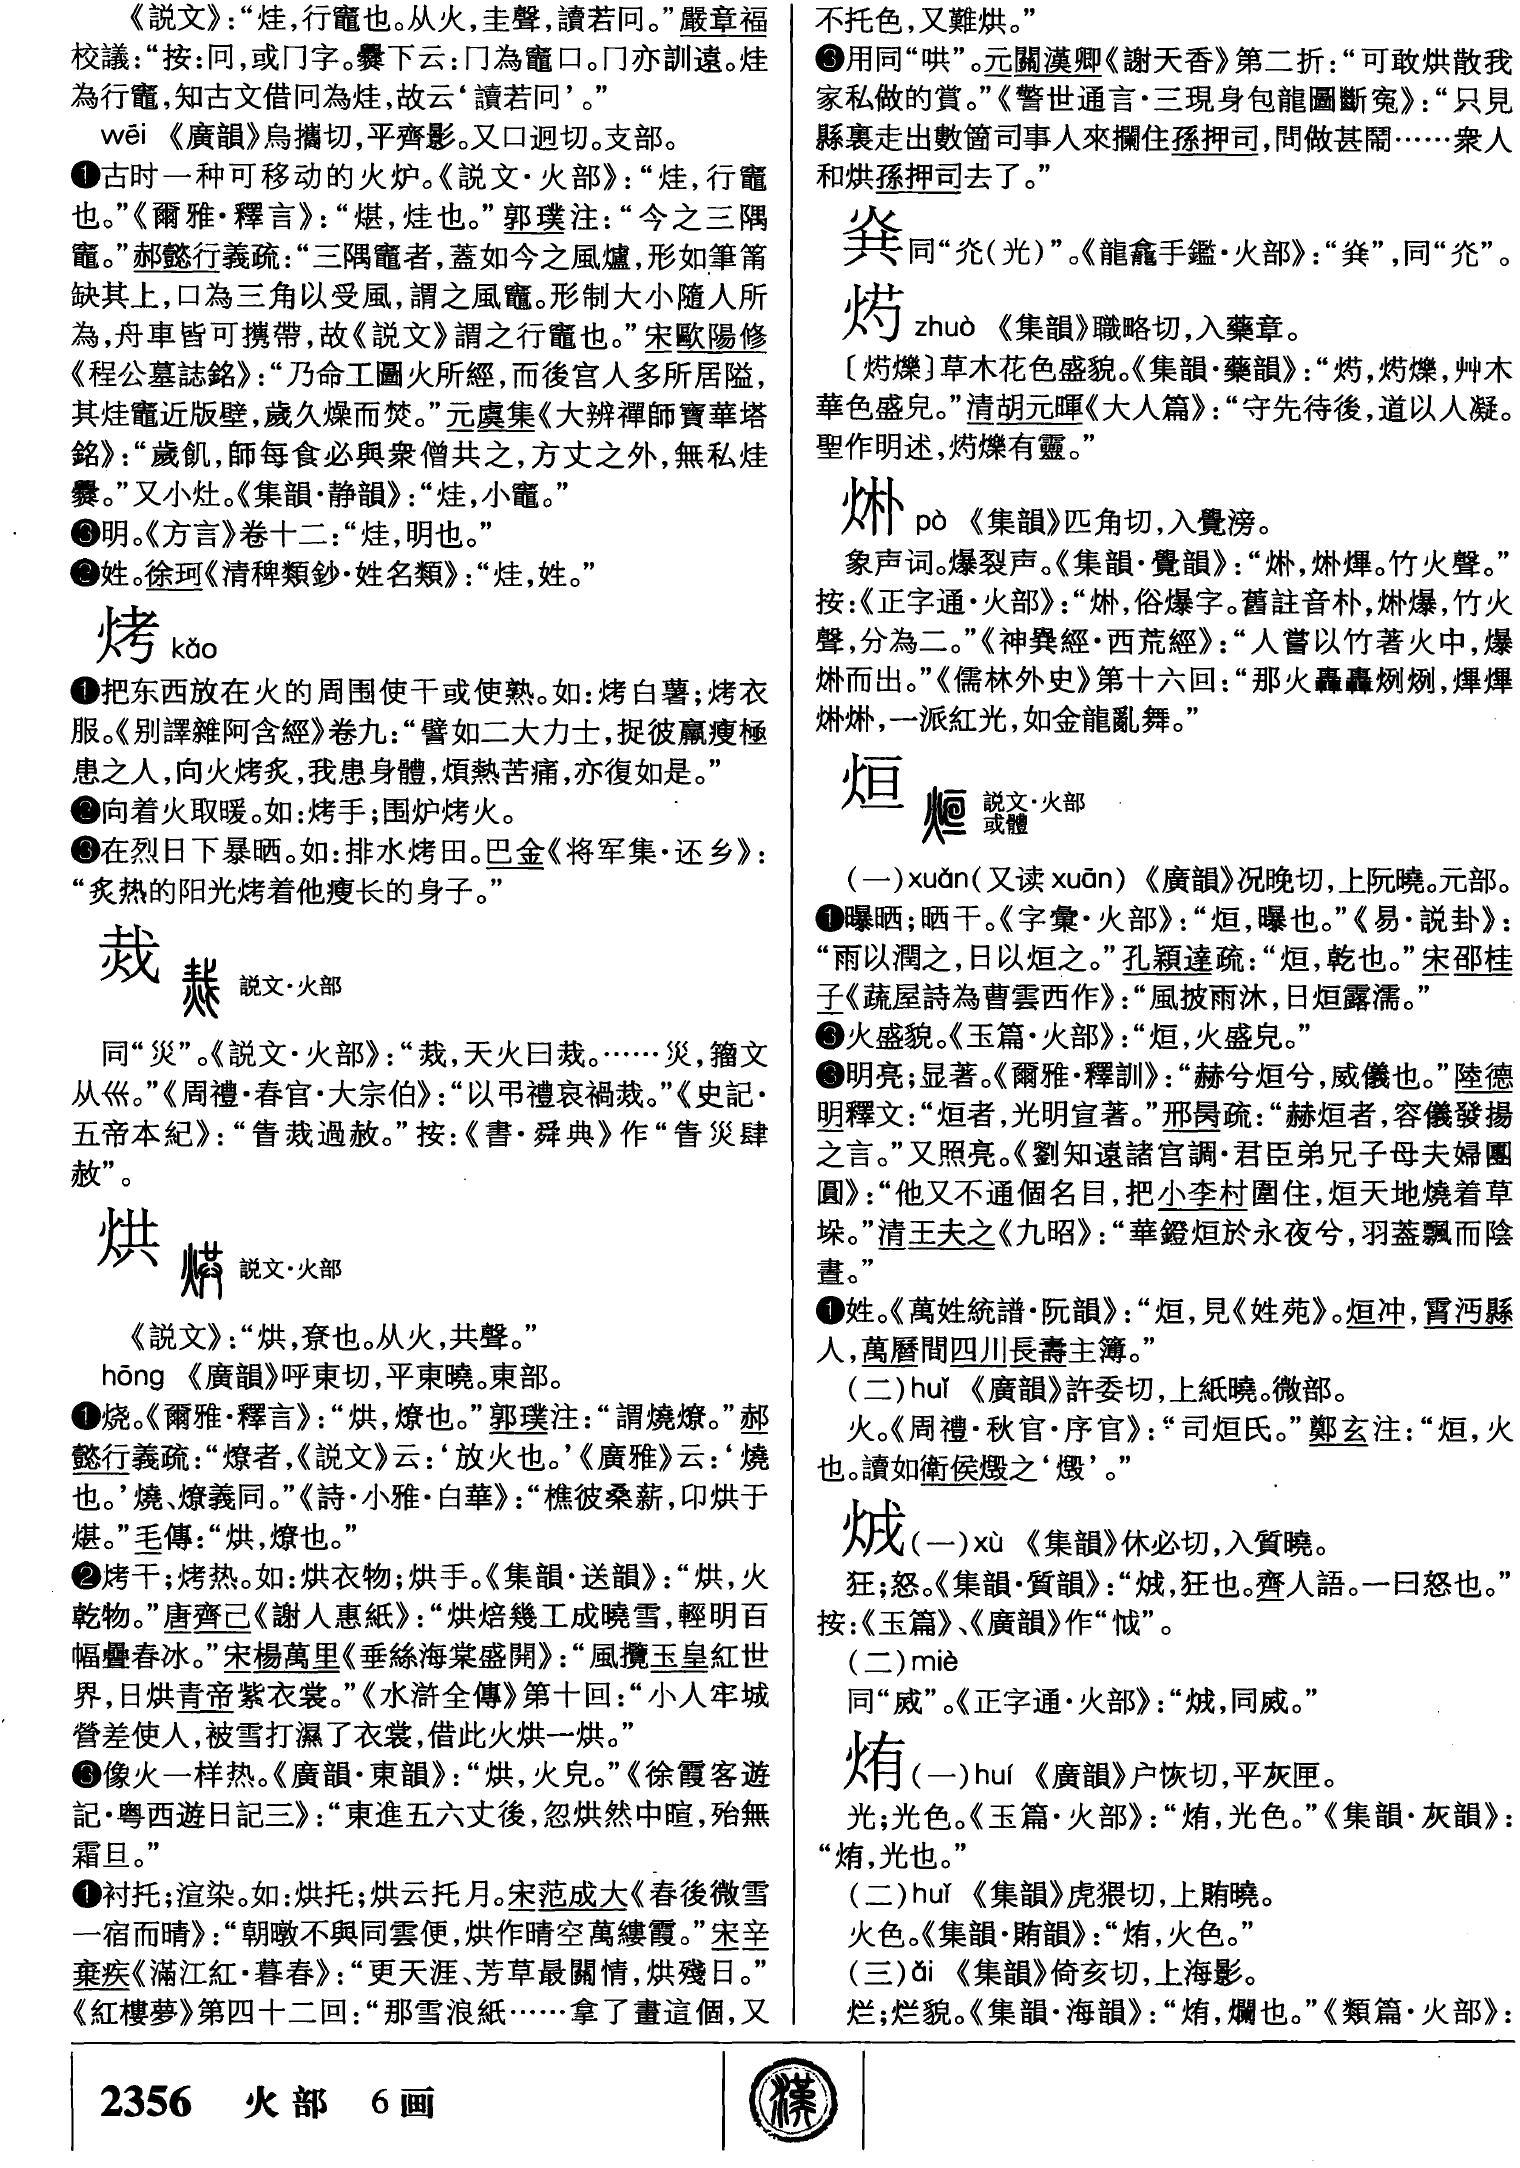 《説文》：“烓，行竈也。从火，圭聲，讀若冋。”嚴章福
校議：“按：冋，或冂字。爨下云：冂為竈口。冂亦訓遠。烓
為行竈，知古文借冋為烓，故云‘讀若冋’。”
wēi 《廣韻》烏攜切，平齊影。又口迥切。支部。
❶古时一种可移动的火炉。《説文·火部》：“烓，行竈
也。”《爾雅·釋言》：“煁，烓也。”郭璞注：“今之三隅
竈。”郝懿行義疏：“三隅竈者，蓋如今之風爐，形如筆筩
缺其上，口為三角以受風，謂之風竈。形制大小隨人所
為，舟車皆可攜帶，故《説文》謂之行竈也。”宋歐陽修
《程公墓誌銘》：“乃命工圖火所經，而後宫人多所居隘，
其烓竈近版壁，歲久燥而焚。”元虞集《大辨禪師寶華塔
銘》：“歲飢，師每食必與衆僧共之，方丈之外，無私烓
爨。”又小灶。《集韻·静韻》：“烓，小竈。”
❸明。《方言》卷十二：“烓，明也。”
❷姓。徐珂《清稗類鈔·姓名類》：“烓，姓。”
烤 kǎo
❶把东西放在火的周围使干或使熟。如：烤白薯；烤衣
服。《别譯雜阿含經》卷九：“譬如二大力士，捉彼羸瘦極
患之人，向火烤炙，我患身體，煩熱苦痛，亦復如是。”
❷向着火取暖。如：烤手；围炉烤火。
❸在烈日下暴晒。如：排水烤田。巴金《将军集·还乡》：
“炙热的阳光烤着他瘦长的身子。”
烖 説文·火部
同“災”。《説文·火部》：“烖，天火曰烖。……災，籀文
从巛。”《周禮·春官·大宗伯》：“以弔禮哀禍烖。”《史記·
五帝本紀》：“眚烖過赦。”按：《書·舜典》作“眚災肆
赦”。
烘 説文·火部
《説文》：“烘，尞也。从火，共聲。”
hōng 《廣韻》呼東切，平東曉。東部。
❶烧。《爾雅·釋言》：“烘，燎也。”郭璞注：“謂燒燎。”郝
懿行義疏：“燎者，《説文》云：‘放火也。’《廣雅》云：‘燒
也。’燒、燎義同。”《詩·小雅·白華》：“樵彼桑薪，卬烘于
煁。”毛傳：“烘，燎也。”
❷烤干；烤热。如：烘衣物；烘手。《集韻·送韻》：“烘，火
乾物。”唐齊己《謝人惠紙》：“烘焙幾工成曉雪，輕明百
幅疊春冰。”宋楊萬里《垂絲海棠盛開》：“風攬玉皇紅世
界，日烘青帝紫衣裳。”《水滸全傳》第十回：“小人牢城
營差使人，被雪打濕了衣裳，借此火烘一烘。”
❸像火一样热。《廣韻·東韻》：“烘，火皃。”《徐霞客遊
記·粤西遊日記三》：“東進五六丈後，忽烘然中暄，殆無
霜旦。”
❶衬托；渲染。如：烘托；烘云托月。宋范成大《春後微雪
一宿而晴》：“朝暾不與同雲便，烘作晴空萬縷霞。”宋辛
棄疾《滿江紅·暮春》：“更天涯、芳草最關情，烘殘日。”
《紅樓夢》第四十二回：“那雪浪紙……拿了畫這個，又
不托色，又難烘。”
❸用同“哄”。元關漢卿《謝天香》第二折：“可敢烘散我
家私做的賞。”《警世通言·三現身包龍圖斷寃》：“只見
縣裏走出數箇司事人來攔住孫押司，問做甚鬧……衆人
和烘孫押司去了。”
烡 同“灮（光）”。《龍龕手鑑·火部》：“烡”，同“灮”。
焫 zhuò 《集韻》職略切，入藥章。
〔灼爍〕草木花色盛貌。《集韻·藥韻》：“灼，灼爍，艸木
華色盛皃。”清胡元暉《大人篇》：“守先待後，道以人凝。
聖作明述，灼爍有靈。”
烞 pò 《集韻》匹角切，入覺滂。
象声词。爆裂声。《集韻·覺韻》：“烞，烞熚。竹火聲。”
按：《正字通·火部》：“烞，俗爆字。舊註音朴，烞爆，竹火
聲，分為二。”《神異經·西荒經》：“人嘗以竹著火中，爆
烞而出。”《儒林外史》第十六回：“那火轟轟烈烈，熚熚
烞烞，一派紅光，如金龍亂舞。”
烜 説文·火部
或體
（一）xuǎn（又读 xuān） 《廣韻》况晚切，上阮曉。元部。
❶曝晒；晒干。《字彙·火部》：“烜，曝也。”《易·説卦》：
“雨以潤之，日以烜之。”孔穎達疏：“烜，乾也。”宋邵桂
子《蔬屋詩為曹雲西作》：“風披雨沐，日烜露濡。”
❸火盛貌。《玉篇·火部》：“烜，火盛皃。”
❸明亮；显著。《爾雅·釋訓》：“赫兮烜兮，威儀也。”陸德
明釋文：“烜者，光明宣著。”邢昺疏：“赫烜者，容儀發揚
之言。”又照亮。《劉知遠諸宫調·君臣弟兄子母夫婦團
圓》：“他又不通個名目，把小李村圍住，烜天地燒着草
垛。”清王夫之《九昭》：“華鐙烜於永夜兮，羽蓋飄而陰
晝。”
❶姓。《萬姓統譜·阮韻》：“烜，見《姓苑》。烜冲，霄沔縣
人，萬曆間四川長壽主簿。”
（二）huǐ 《廣韻》許委切，上紙曉。微部。
火。《周禮·秋官·序官》：“司烜氏。”鄭玄注：“烜，火
也。讀如衛侯燬之‘燬’。”
烕（一）xù 《集韻》休必切，入質曉。
狂；怒。《集韻·質韻》：“烕，狂也。齊人語。一曰怒也。”
按：《玉篇》、《廣韻》作“怴”。
（二）miè
同“烕”。《正字通·火部》：“烕，同烕。”
烠（一）huí 《廣韻》户恢切，平灰匣。
光；光色。《玉篇·火部》：“烠，光色。”《集韻·灰韻》：
“烠，光也。”
（二）huǐ 《集韻》虎猥切，上賄曉。
火色。《集韻·賄韻》：“烠，火色。”
（三）ǎi 《集韻》倚亥切，上海影。
烂；烂貌。《集韻·海韻》：“烠，爛也。”《類篇·火部》：
2356 火部 6画
漢